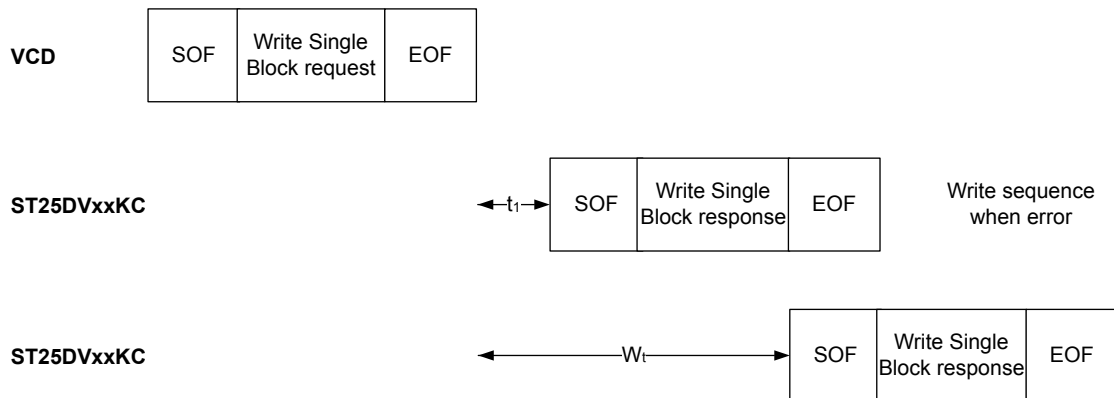 VCD
SOF
Write Single
Block request
EOF
ST25DVxxKC
t1
SOF
Write Single
Block response
EOF
Write sequence
when error
ST25DVxxKC
Wt
SOF
Write Single
Block response
EOF